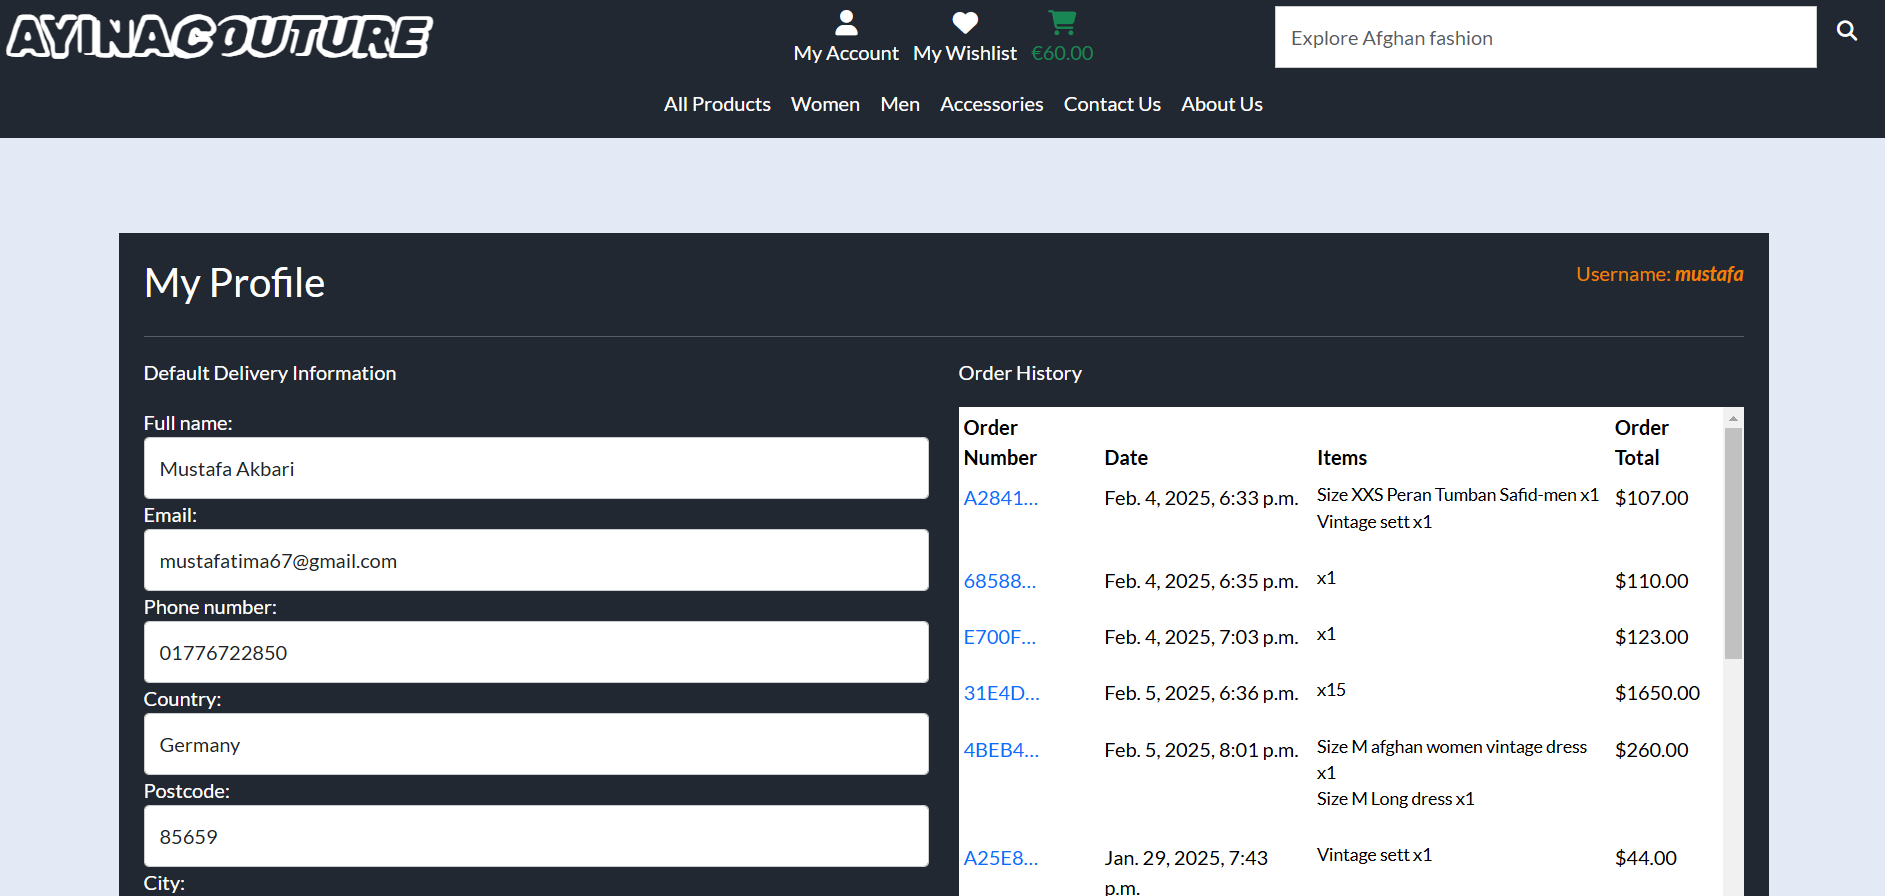 AYINACOUTURE
My Account
My Wishlist
€60.00
Explore Afghan fashion
All Products
Women
Men
Accessories
Contact Us
About Us
My Profile
Username: mustafa
Default Delivery Information
Full name:
Mustafa Akbari
Email:
mustafatima67@gmail.com
Phone number:
01776722850
Country:
Germany
Postcode:
85659
City:
Order History
Order Number Date Items Order Total
A2841... Feb. 4, 2025, 6:33 p.m. Size XXS Peran Tumban Safid-men x1 $107.00
Vintage sett x1
68588... Feb. 4, 2025, 6:35 p.m. x1 $110.00
E700F... Feb. 4, 2025, 7:03 p.m. x1 $123.00
31E4D... Feb. 5, 2025, 6:36 p.m. x15 $1650.00
4BEB4... Feb. 5, 2025, 8:01 p.m. Size M afghan women vintage dress $260.00
x1
Size M Long dress x1
A25E8... Jan. 29, 2025, 7:43 Vintage sett x1 $44.00
p.m.